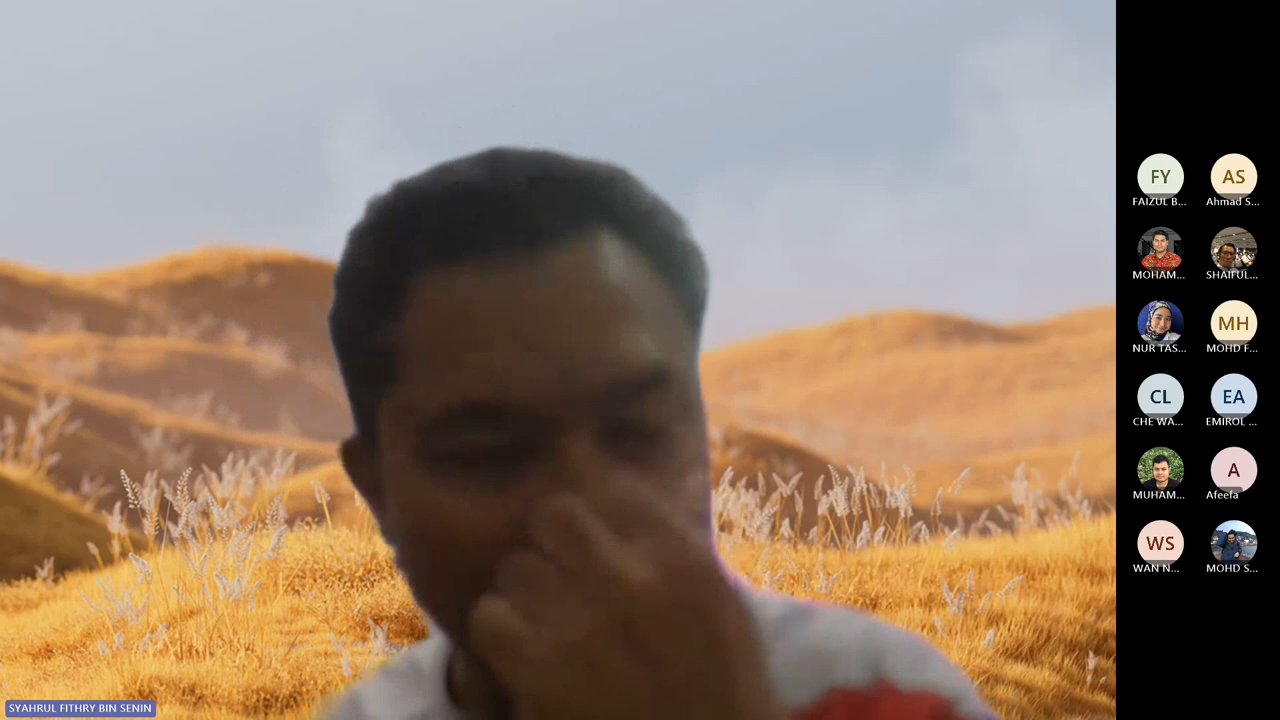 FY
AS
FAIZUL B...
Ahmad S...
MOHAM...
SHAIFUL...
MH
NUR TAS...
MOHD F...
CL
EA
CHE WA...
EMIROL ...
A
MUHAM...
Afeefa
WS
WAN N...
MOHD S...
SYAHRUL FITHRY BIN SENIN